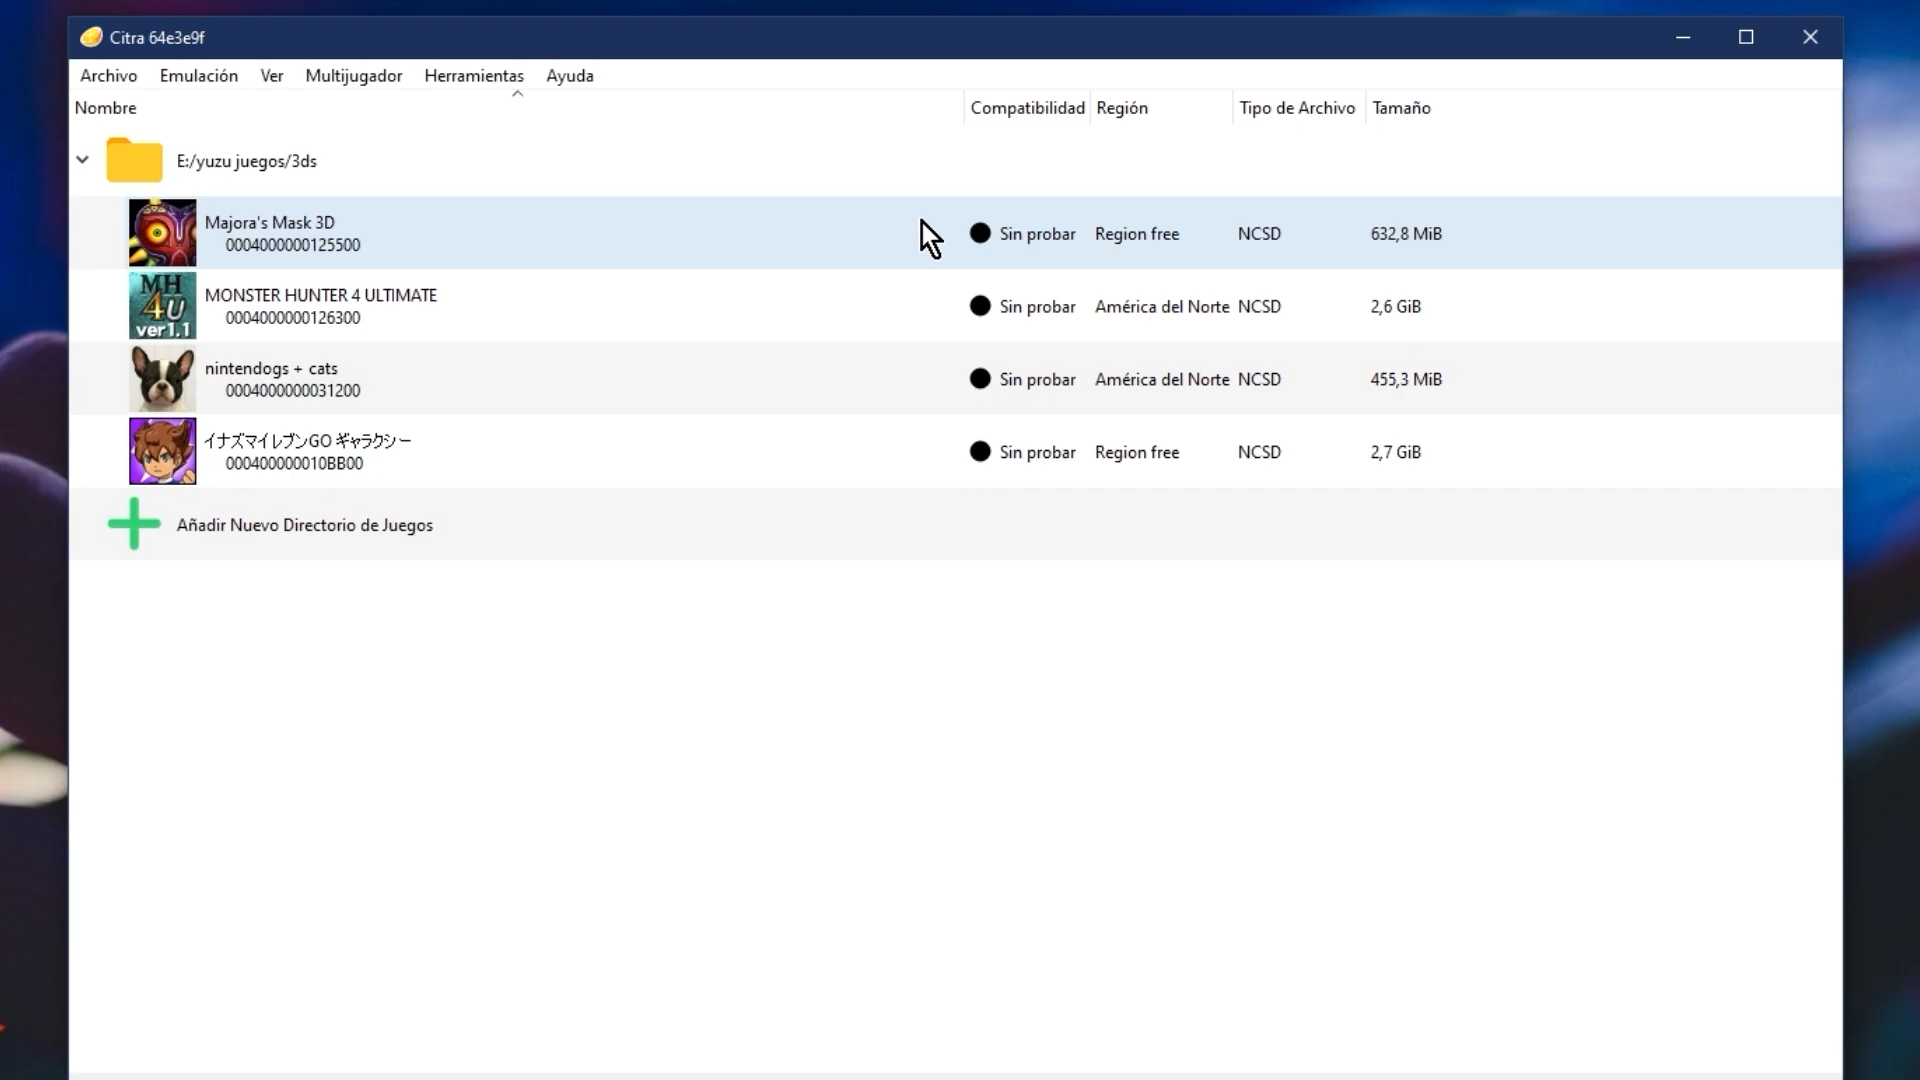 Citra 64e3e9f
Archivo Emulación Ver Multijugador Herramientas Ayuda
Nombre Compatibilidad Región Tipo de Archivo Tamaño
E:/yuzu juegos/3ds
Majora's Mask 3D
0004000000125500
Sin probar Region free NCSD 632,8 MiB
MH
4U
ver1.1
MONSTER HUNTER 4 ULTIMATE
0004000000126300
Sin probar América del Norte NCSD 2,6 GiB
nintendogs + cats
0004000000031200
Sin probar América del Norte NCSD 455,3 MiB
イナズマイレブンGO ギャラクシー
000400000010BB00
Sin probar Region free NCSD 2,7 GiB
Añadir Nuevo Directorio de Juegos